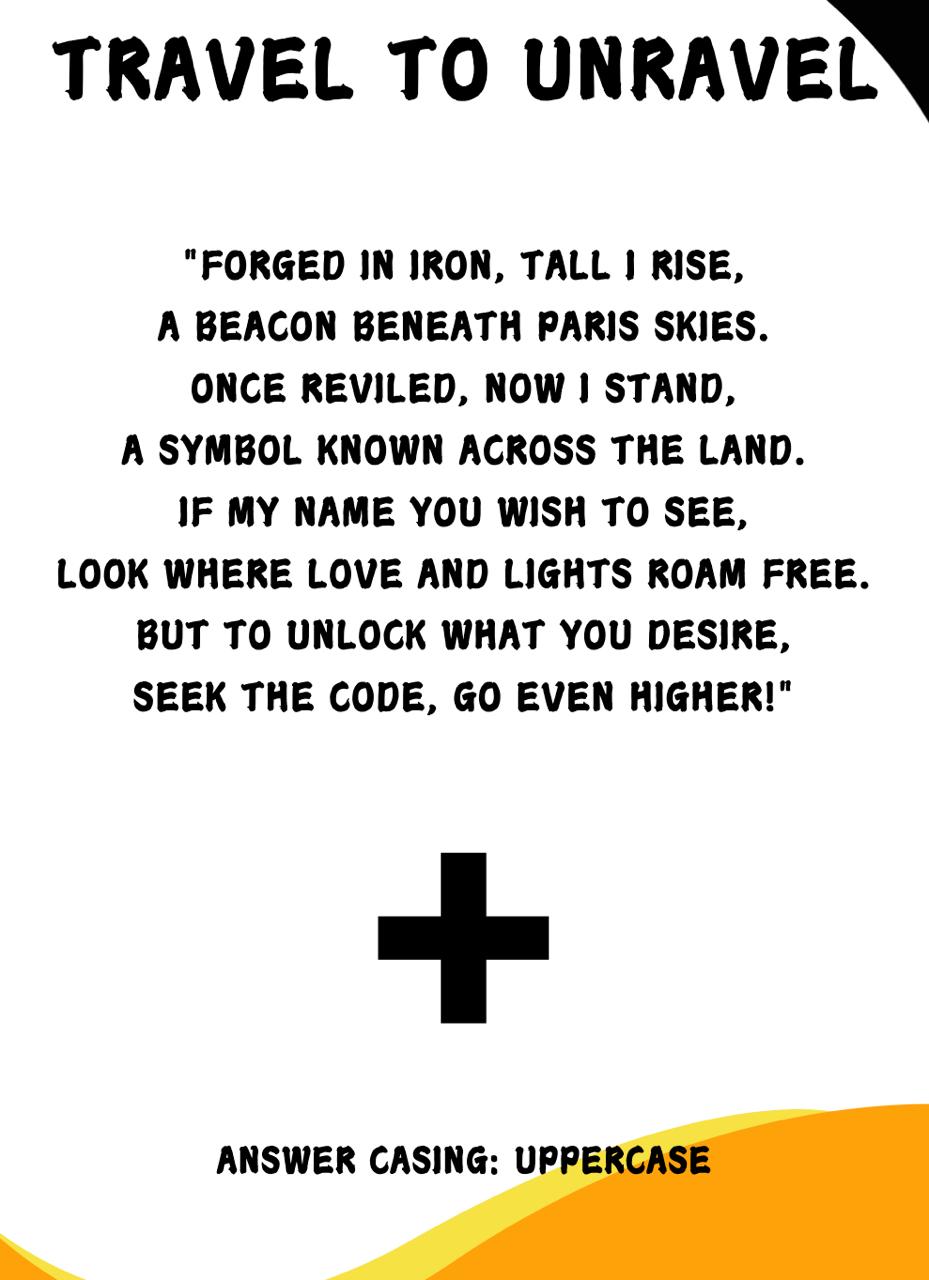 TRAVEL TO UNRAVEL
"FORGED IN IRON, TALL I RISE,
A BEACON BENEATH PARIS SKIES.
ONCE REVILED, NOW I STAND,
A SYMBOL KNOWN ACROSS THE LAND.
IF MY NAME YOU WISH TO SEE,
LOOK WHERE LOVE AND LIGHTS ROAM FREE.
BUT TO UNLOCK WHAT YOU DESIRE,
SEEK THE CODE, GO EVEN HIGHER!"
+
ANSWER CASING: UPPERCASE